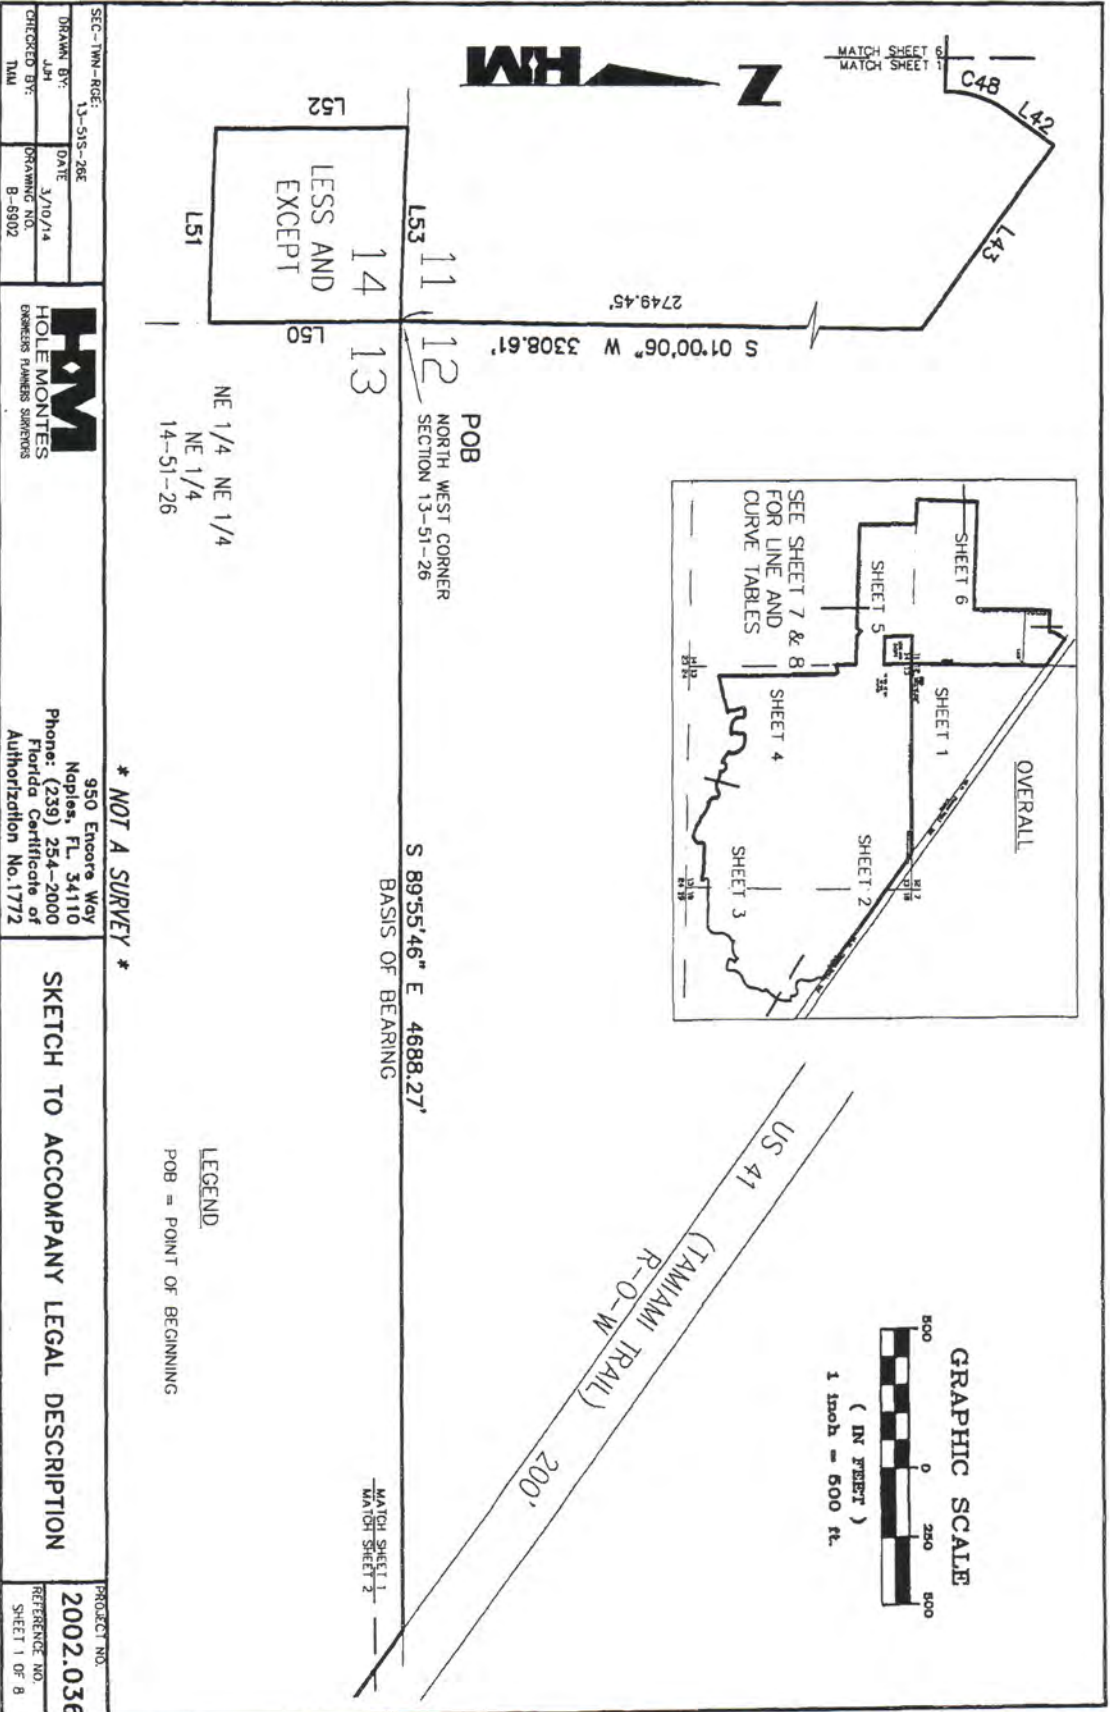 MATCH SHEET 6
MATCH SHEET 1
C48
L42
L43
Z
HM
2749.45'
S 01°00'06" W 3308.61'
L52
L53
11
12
LESS AND
EXCEPT
14
13
L51
L50
POB
NORTH WEST CORNER
SECTION 13-51-26
NE 1/4 NE 1/4
NE 1/4
14-51-26
OVERALL
SHEET 6
SHEET 1
SHEET 5
SHEET 2
SHEET 4
SHEET 3
SEE SHEET 7 & 8
FOR LINE AND
CURVE TABLES
GRAPHIC SCALE
500 0 250 500
( IN FEET )
1 inch = 500 ft.
US 41 (TAMIAMI TRAIL) 200'
R-O-W
S 89°55'46" E 4688.27'
BASIS OF BEARING
MATCH SHEET 1
MATCH SHEET 2
LEGEND
POB = POINT OF BEGINNING
* NOT A SURVEY *
SEC-TWN-RGE:
13-51S-26E
DRAWN BY:
JJH
DATE
3/10/14
CHECKED BY:
TMM
DRAWING NO.
B-6902
HM
HOLE MONTES
ENGINEERS PLANNERS SURVEYORS
950 Encore Way
Naples, FL. 34110
Phone: (239) 254-2000
Florida Certificate of
Authorization No.1772
SKETCH TO ACCOMPANY LEGAL DESCRIPTION
PROJECT NO.
2002.036
REFERENCE NO.
SHEET 1 OF 8